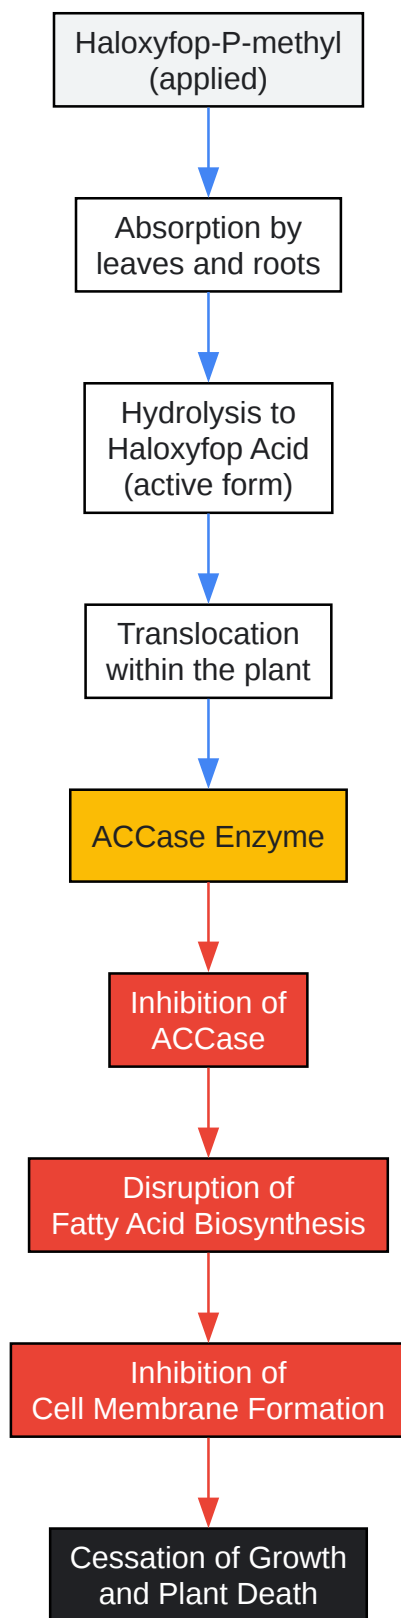 Haloxyfop-P-methyl
(applied)
Absorption by
leaves and roots
Hydrolysis to
Haloxyfop Acid
(active form)
Translocation
within the plant
ACCase Enzyme
Inhibition of
ACCase
Disruption of
Fatty Acid Biosynthesis
Inhibition of
Cell Membrane Formation
Cessation of Growth
and Plant Death